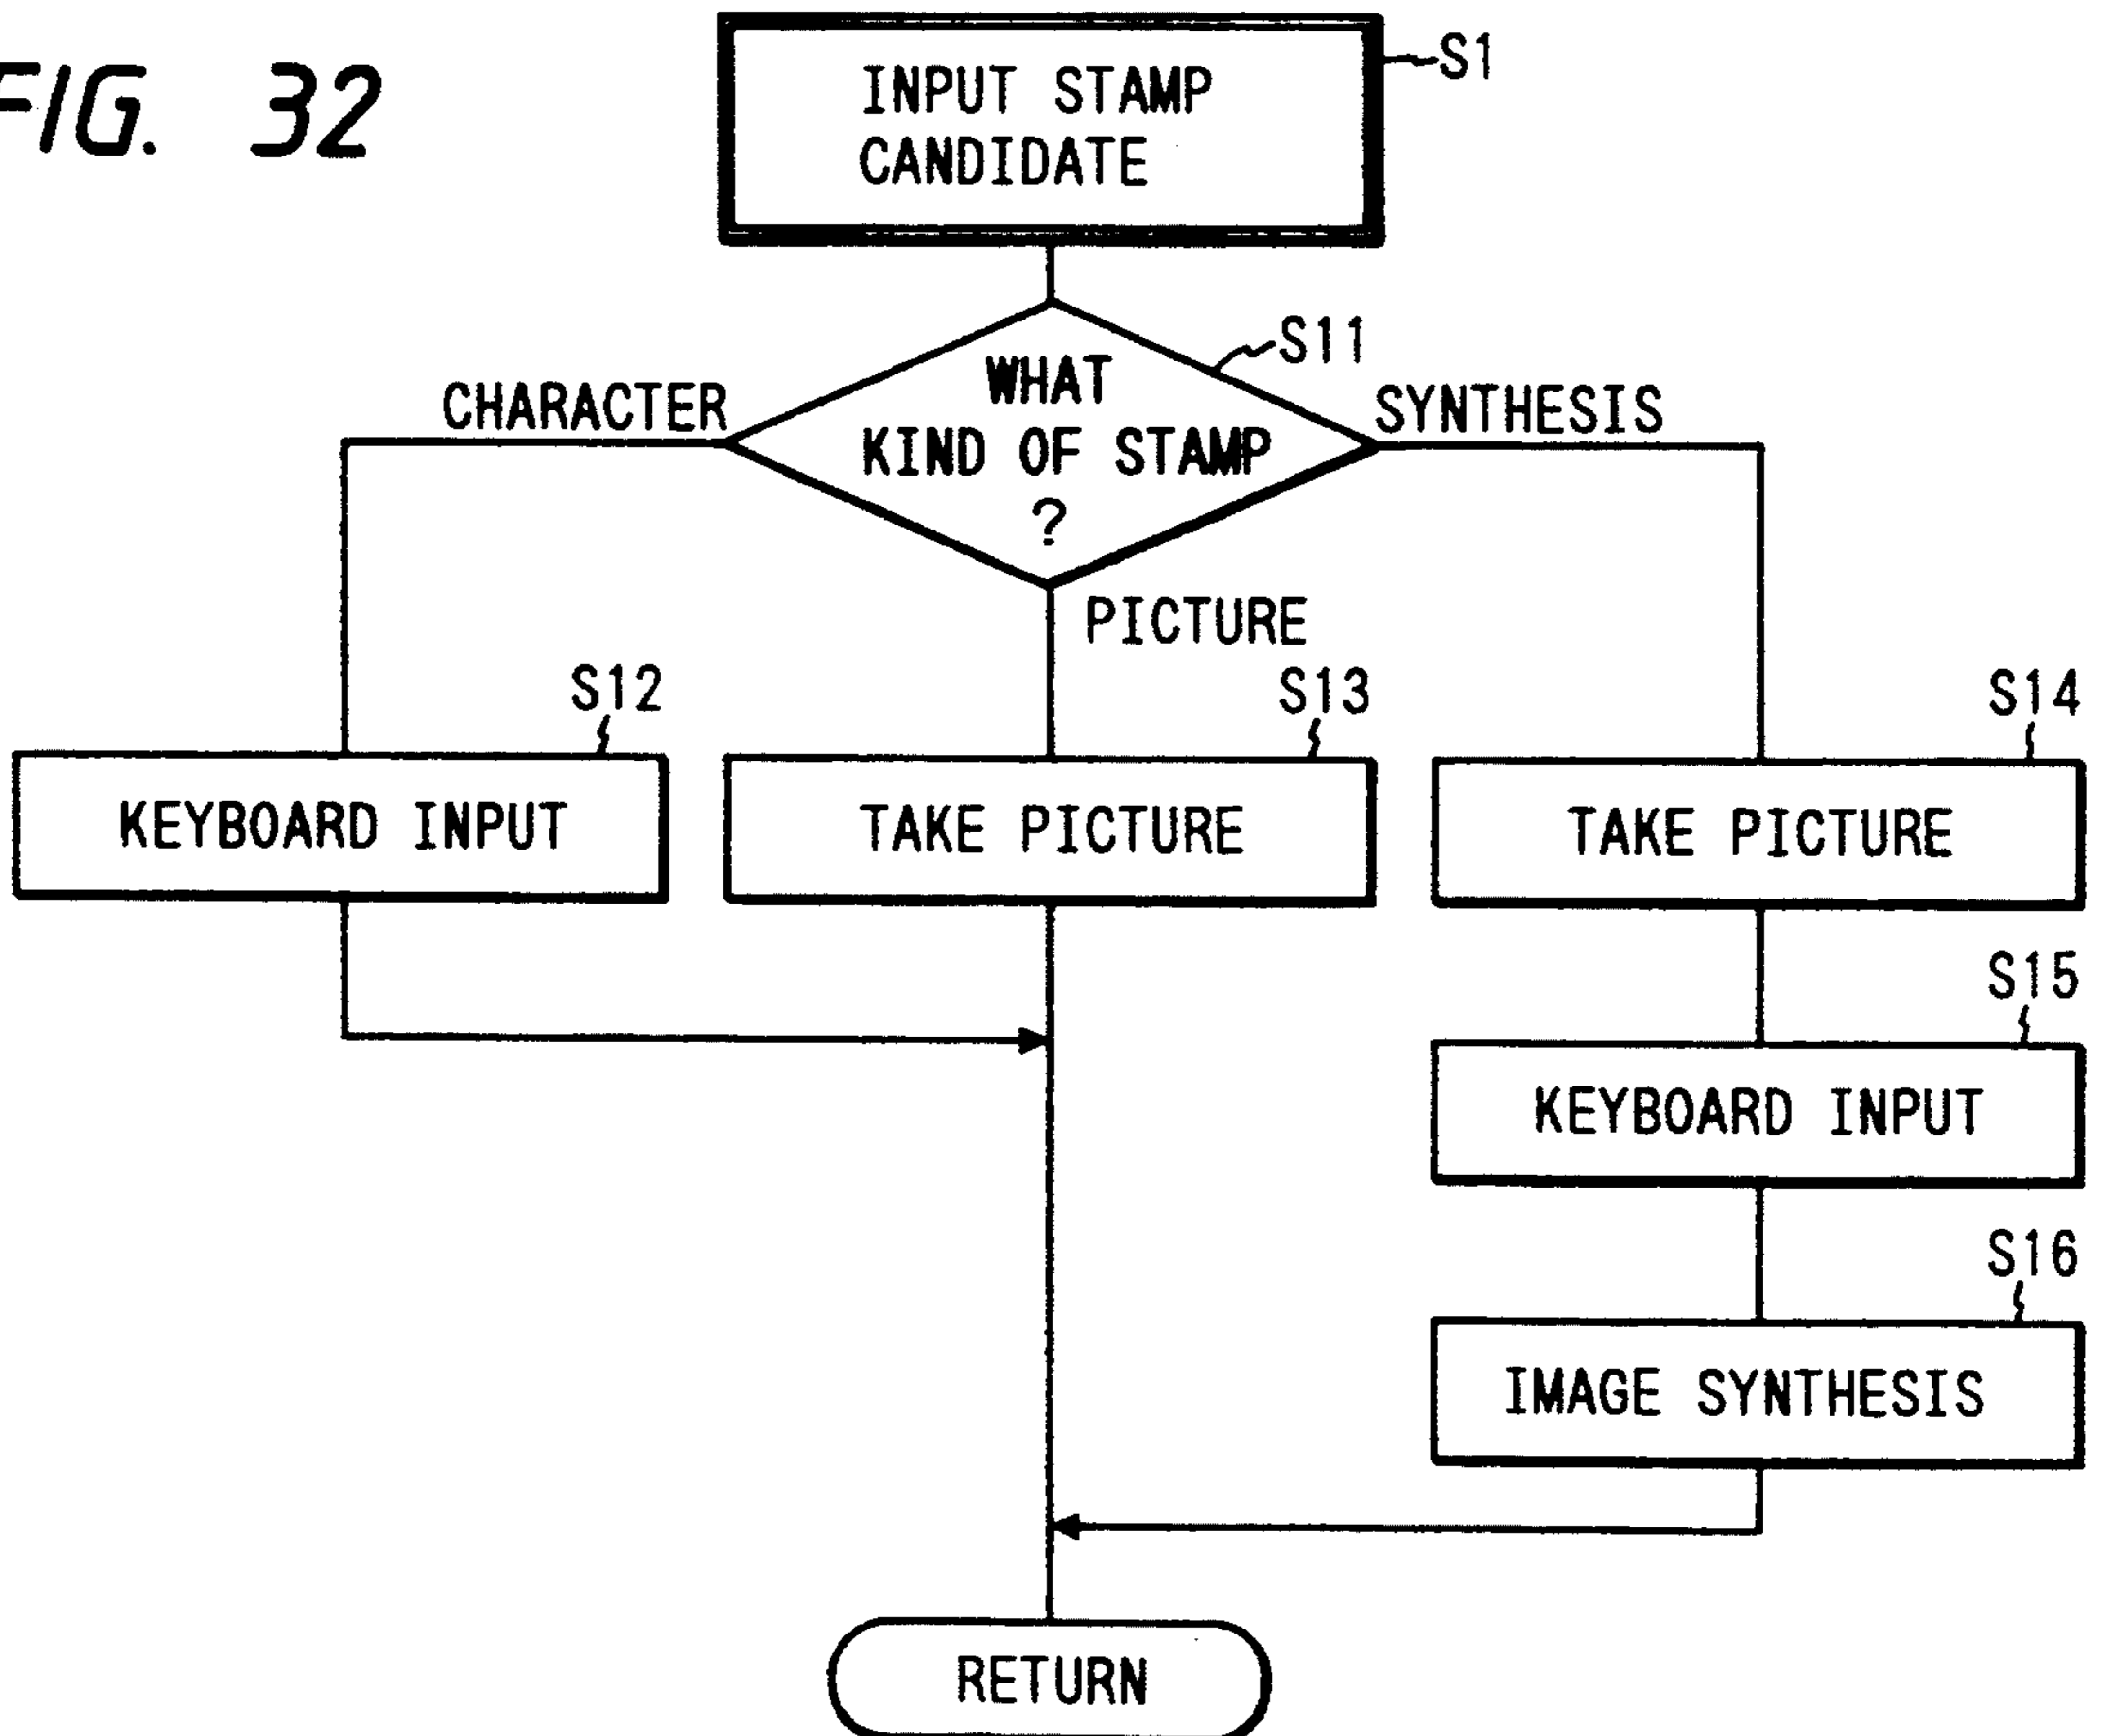 FIG. 32
INPUT STAMP
CANDIDATE
S1
WHAT
KIND OF STAMP
?
S11
CHARACTER
SYNTHESIS
PICTURE
S12
S13
S14
KEYBOARD INPUT
TAKE PICTURE
TAKE PICTURE
S15
KEYBOARD INPUT
S16
IMAGE SYNTHESIS
RETURN